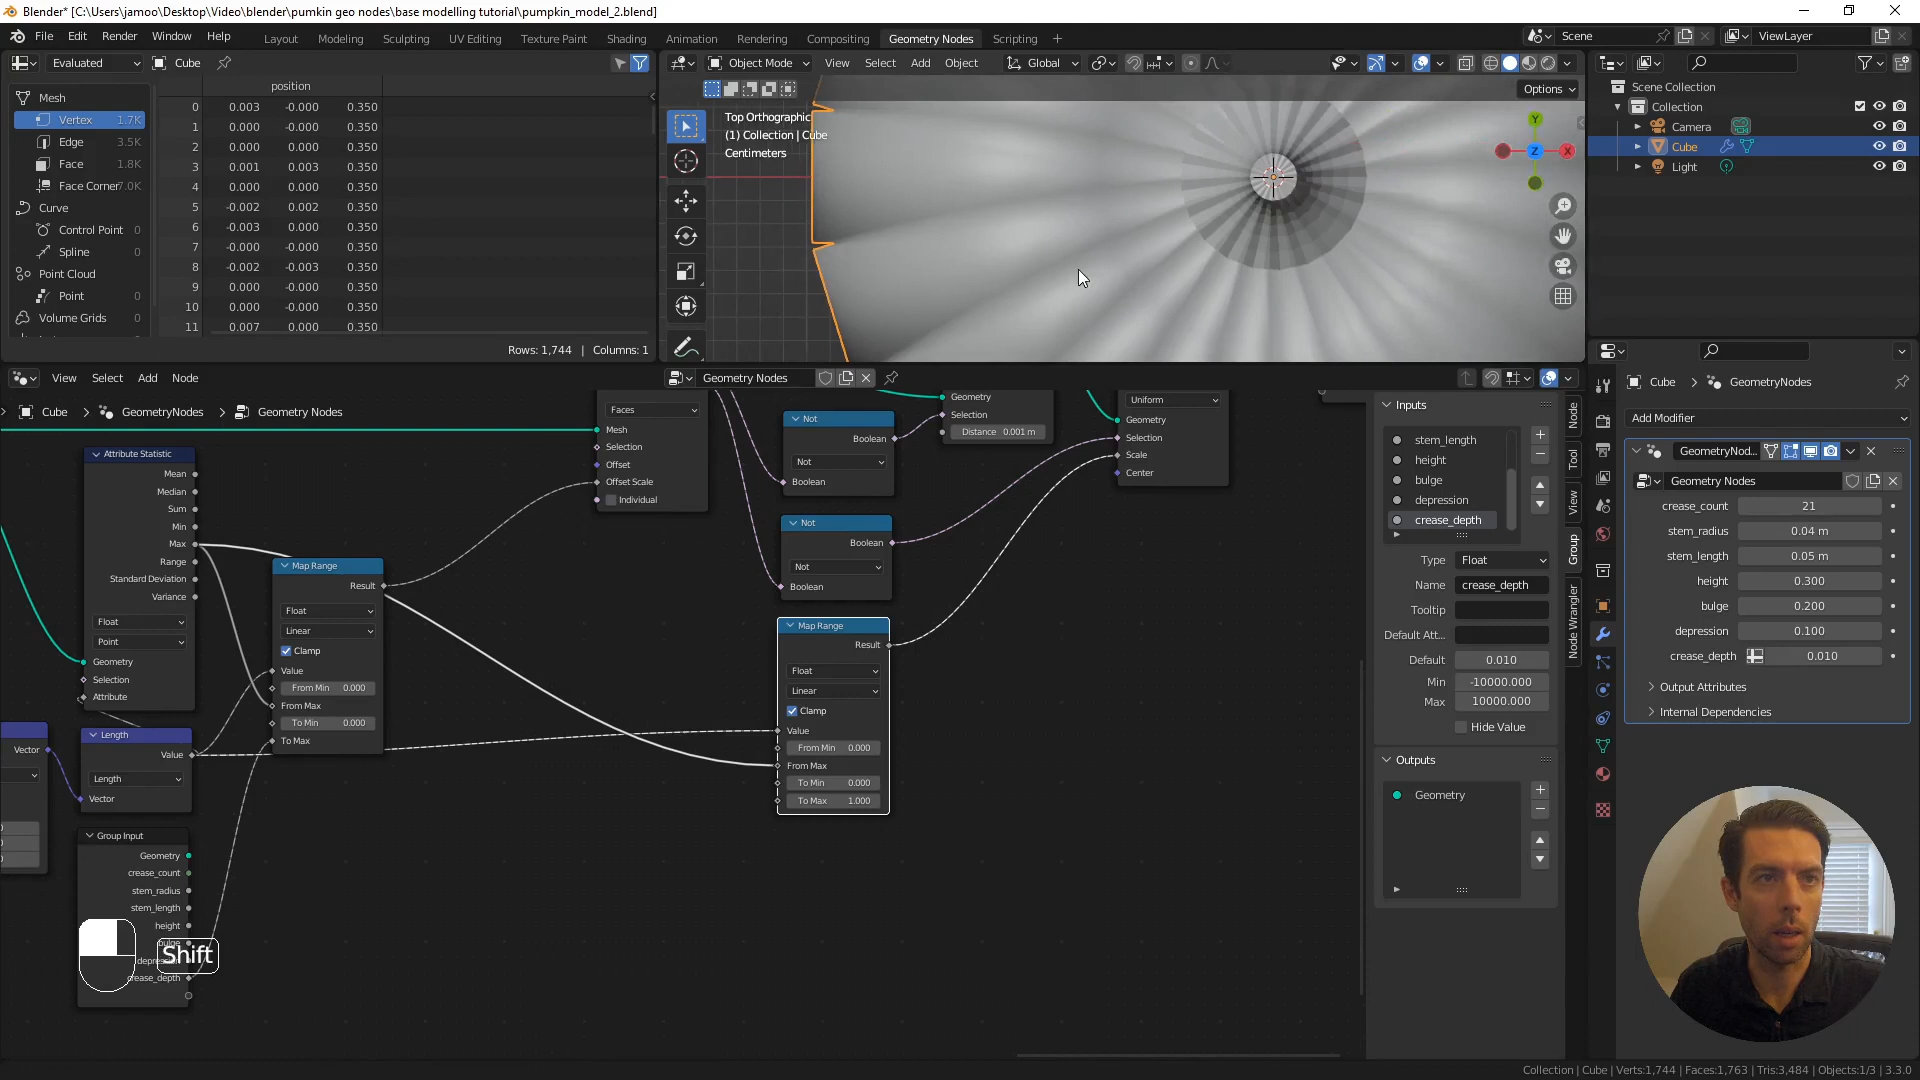 Blender* [C:\Users\jamoo\Desktop\Video\blender\pumkin geo nodes\base modelling tutorial\pumpkin_model_2.blend]
File Edit Render Window Help Layout Modeling Sculpting UV Editing Texture Paint Shading Animation Rendering Compositing Geometry Nodes Scripting Scene ViewLayer
Evaluated Cube
Object Mode View Select Add Object Global
Options
position
Mesh
Vertex 1.7K
Edge 3.5K
Face 1.8K
Face Corner 7.0K
Curve
Control Point 0
Spline 0
Point Cloud
Point 0
Volume Grids 0
0 0.003 -0.000 0.350
1 0.000 -0.000 0.350
2 0.000 -0.000 0.350
3 0.001 0.003 0.350
4 0.000 0.000 0.350
5 -0.002 0.002 0.350
6 -0.003 0.000 0.350
7 -0.000 -0.000 0.350
8 -0.002 -0.003 0.350
9 0.000 0.000 0.350
10 0.000 -0.000 0.350
11 0.007 0.000 0.350
Rows: 1,744 | Columns: 1
Top Orthographic
(1) Collection | Cube
Centimeters
Y
Z
X
Scene Collection
Collection
Camera
Cube
Light
View Select Add Node Geometry Nodes
Cube GeometryNodes Geometry Nodes
Attribute Statistic
Mean
Median
Sum
Min
Max
Range
Standard Deviation
Variance
Float
Point
Geometry
Selection
Attribute
Vector
Length
Value
Length
Vector
Group Input
Geometry
crease_count
stem_radius
stem_length
height
bulge
crease_depth
Shift
Map Range
Result
Float
Linear
Clamp
Value
From Min 0.000
From Max
To Min 0.000
To Max
Faces
Mesh
Selection
Offset
Offset Scale
Individual
Not
Boolean
Not
Boolean
Not
Boolean
Not
Boolean
Map Range
Result
Float
Linear
Clamp
Value
From Min 0.000
From Max
To Min 0.000
To Max 1.000
Geometry
Selection
Distance 0.001 m
Uniform
Geometry
Selection
Scale
Center
Inputs
stem_length
height
bulge
depression
crease_depth
Type Float
Name crease_depth
Tooltip
Default Att...
Default 0.010
Min -10000.000
Max 10000.000
Hide Value
Outputs
Geometry
Node
Tool
View
Group
Node Wrangler
Cube GeometryNodes
Add Modifier
GeometryNod...
Geometry Nodes
crease_count 21
stem_radius 0.04 m
stem_length 0.05 m
height 0.300
bulge 0.200
depression 0.100
crease_depth 0.010
Output Attributes
Internal Dependencies
Collection | Cube | Verts:1,744 | Faces:1,763 | Tris:3,484 | Objects:1/3 | 3.3.0